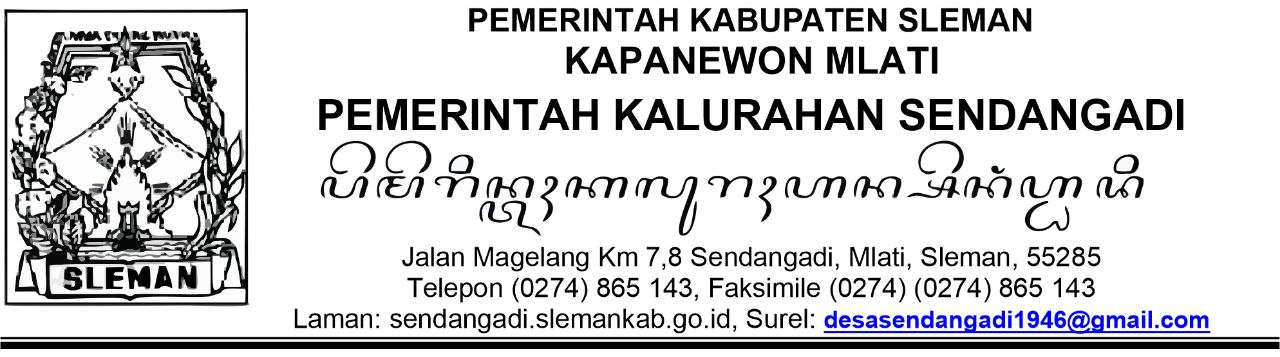 PEMERINTAH KABUPATEN SLEMAN
KAPANEWON MLATI
PEMERINTAH KALURAHAN SENDANGADI
Jalan Magelang Km 7,8 Sendangadi, Mlati, Sleman, 55285
Telepon (0274) 865 143, Faksimile (0274) (0274) 865 143
Laman: sendangadi.slemankab.go.id, Surel: desasendangadi1946@gmail.com
SLEMAN